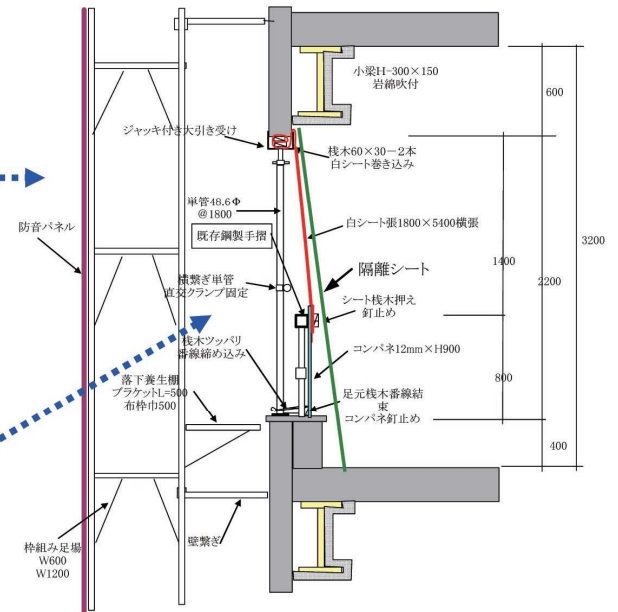 小梁H-300×150
岩綿吹付
600
ジャッキ付き大引き受け
桟木60×30-2本
白シート巻き込み
単管48.6Φ
@1800
防音パネル
既存鋼製手摺
白シート張1800×5400横張
3200
1400
2200
隔離シート
横繋ぎ単管
直交クランプ固定
シート桟木押え
釘止め
桟木ツッパリ
番線締め込み
コンパネ12mm×H900
落下養生棚
ブラケットL=500
布枠巾500
800
足元桟木番線結
束
コンパネ釘止め
400
枠組み足場
W600
W1200
壁繋ぎ